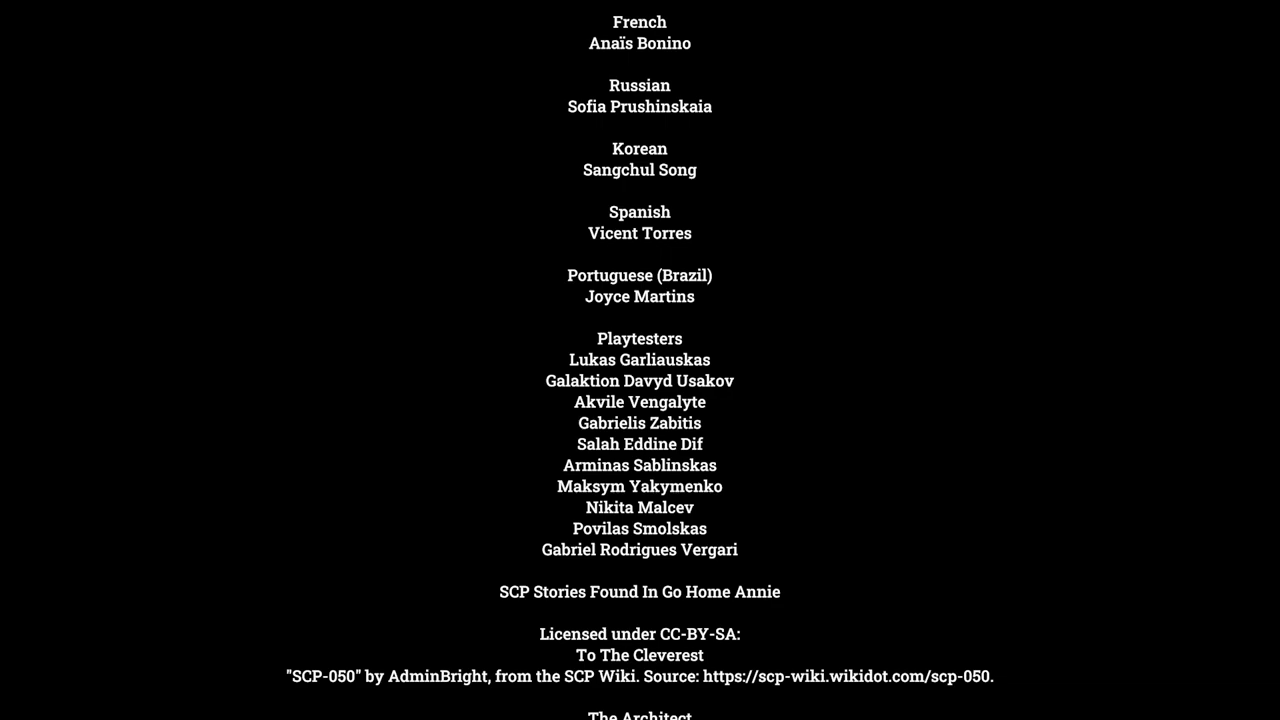 French
Anaïs Bonino
Russian
Sofia Prushinskaia
Korean
Sangchul Song
Spanish
Vicent Torres
Portuguese (Brazil)
Joyce Martins
Playtesters
Lukas Garliauskas
Galaktion Davyd Usakov
Akvile Vengalyte
Gabrielis Zabitis
Salah Eddine Dif
Arminas Sablinskas
Maksym Yakymenko
Nikita Malcev
Povilas Smolskas
Gabriel Rodrigues Vergari
SCP Stories Found In Go Home Annie
Licensed under CC-BY-SA:
To The Cleverest
"SCP-050" by AdminBright, from the SCP Wiki. Source: https://scp-wiki.wikidot.com/scp-050.
The Architect